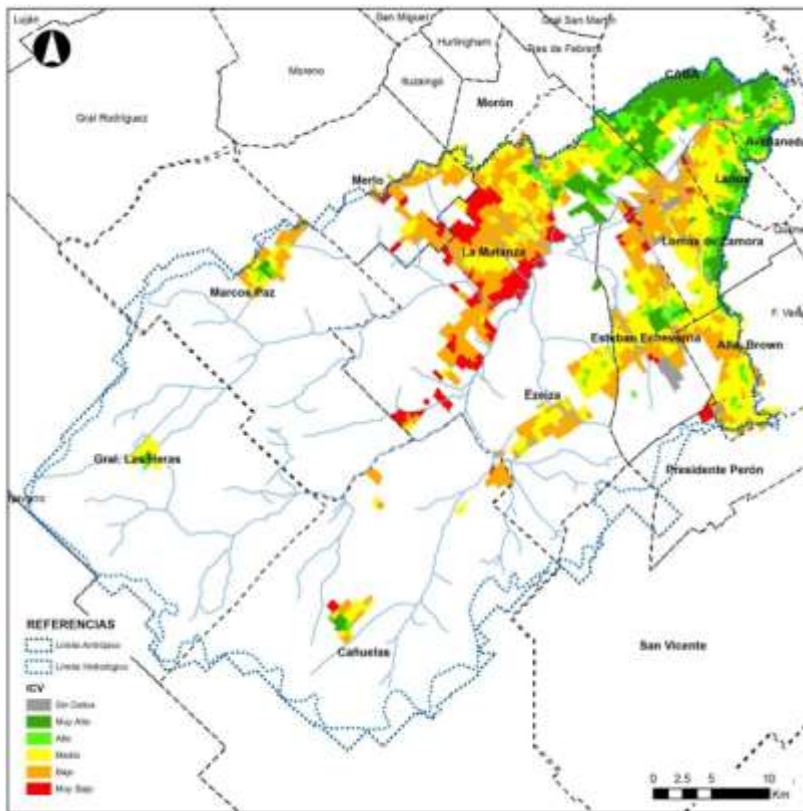 Luján
San Miguel
Gral San Martín
Hurlingham
Tres de Febrero
Moreno
Ituzaingó
CABA
Gral Rodríguez
Morón
Avellaneda
Merlo
Lanús
La Matanza
Lomas de Zamora
Marcos Paz
Esteban Echeverría
Alte. Brown
Ezeiza
Gral. Las Heras
Presidente Perón
REFERENCIAS
Límite Hidrológico
San Vicente
Cañuelas
ICV
Sin Datos
Muy Alto
Alto
Medio
Bajo
Muy Bajo
0 2.5 5 10
Km